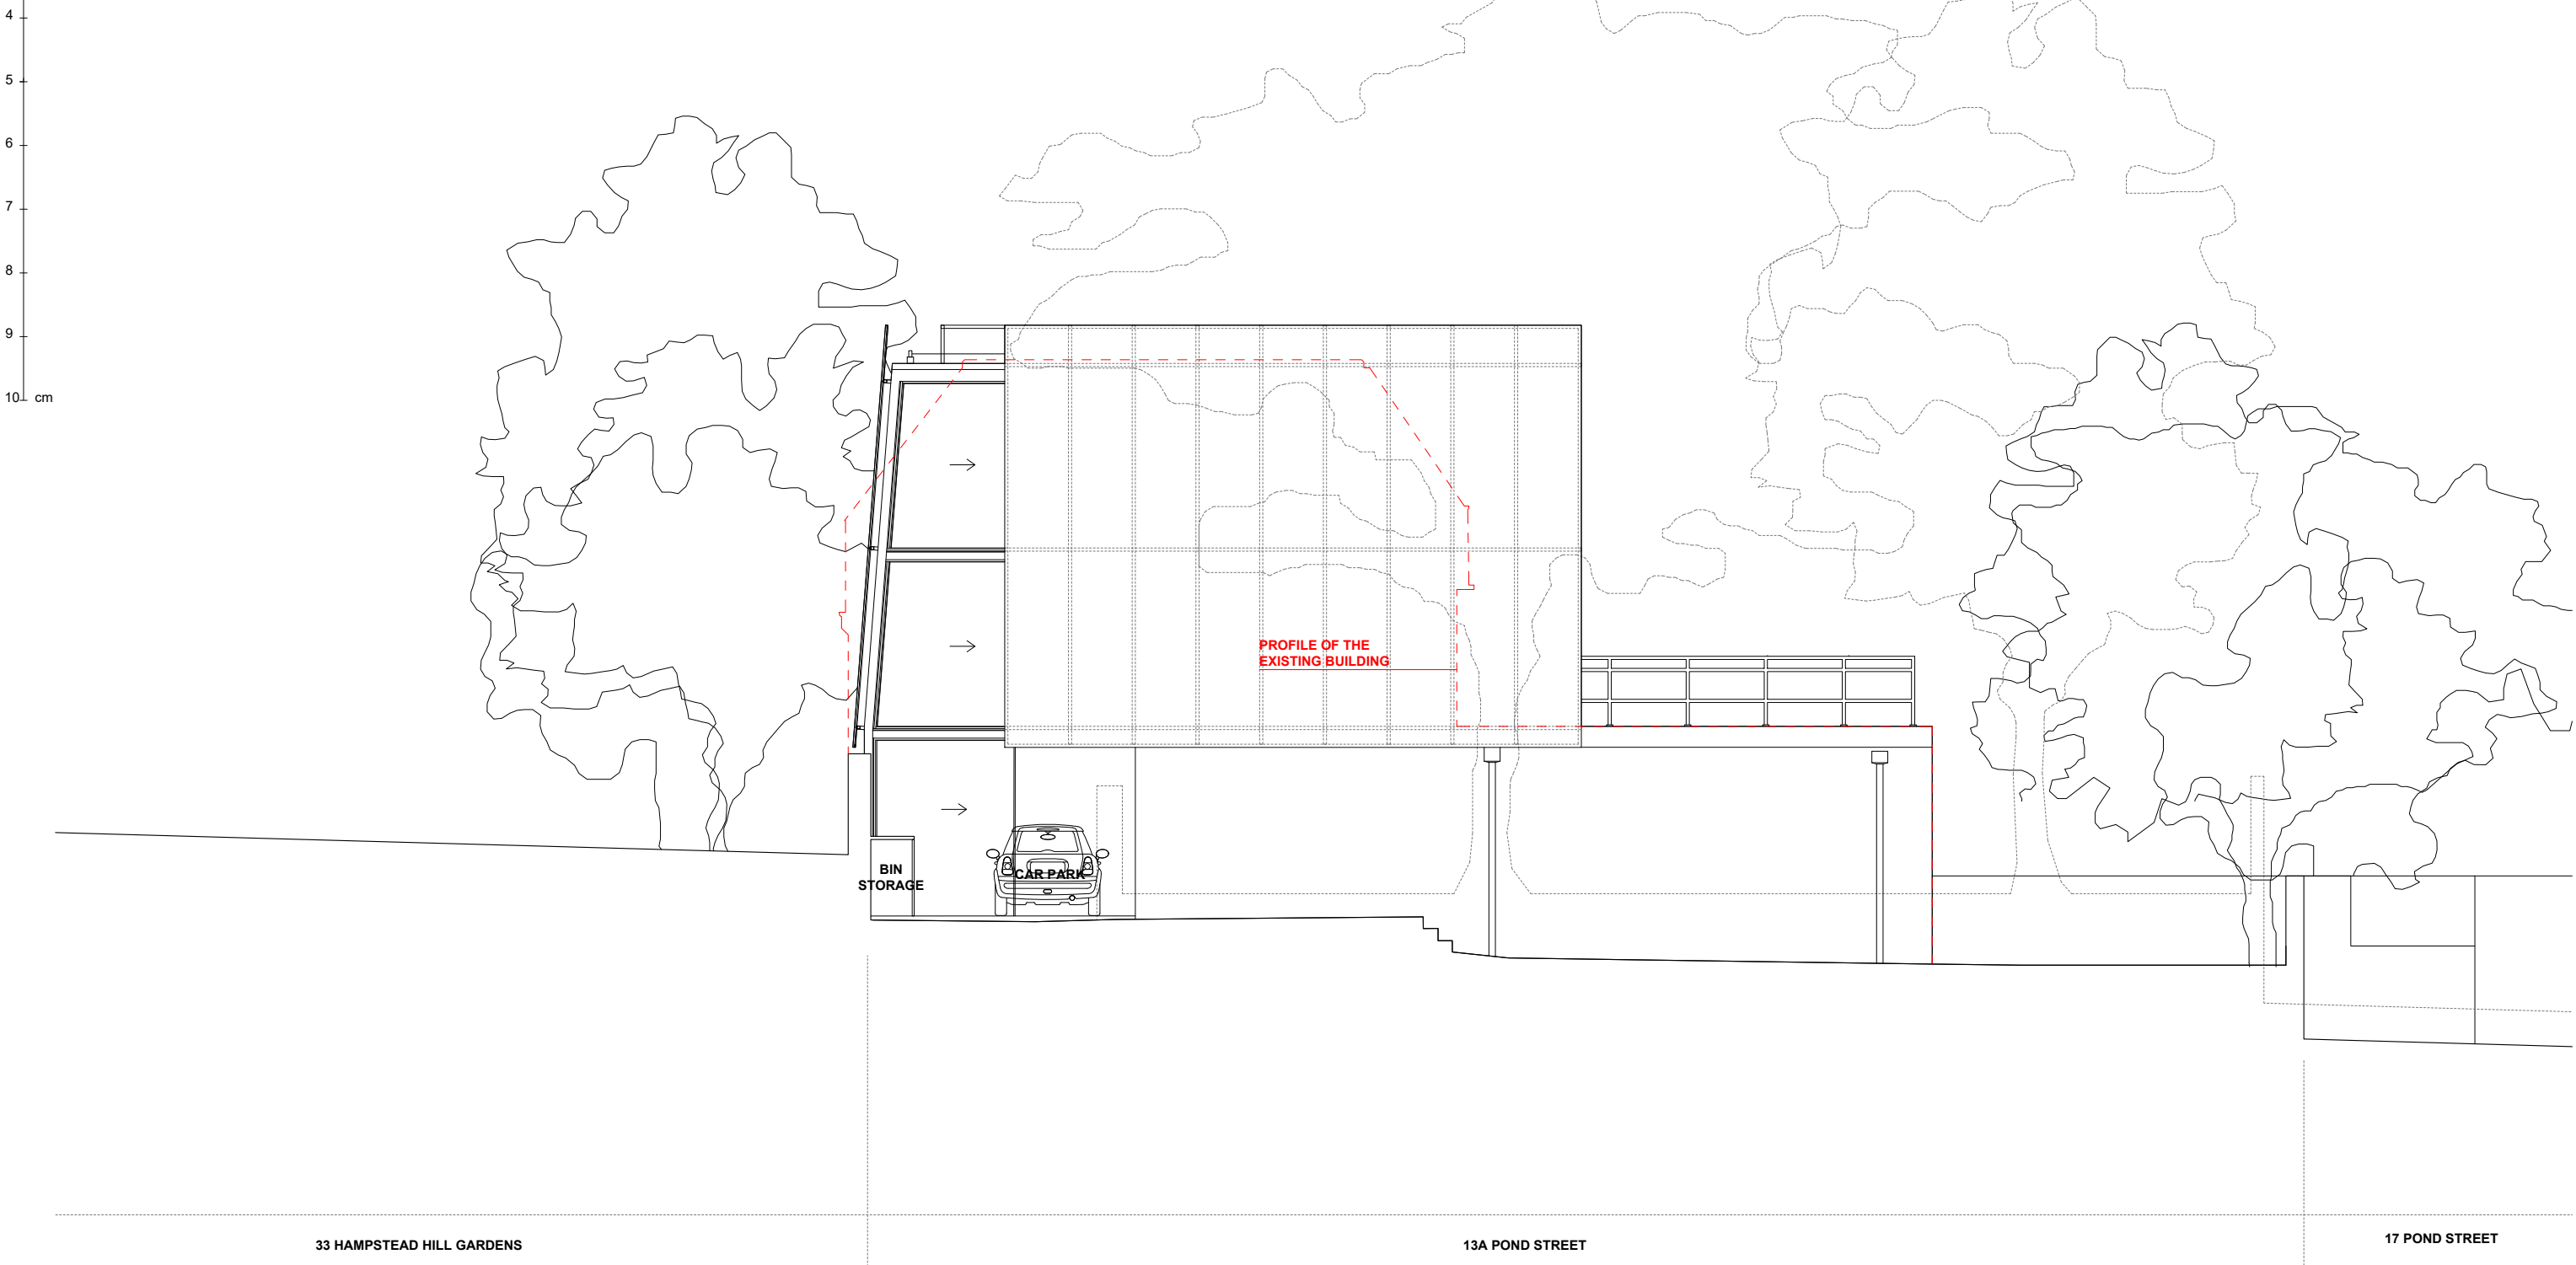 4
5
6
7
8
9
10 cm
PROFILE OF THE
EXISTING BUILDING
BIN
STORAGE
CAR PARK
33 HAMPSTEAD HILL GARDENS
13A POND STREET
17 POND STREET